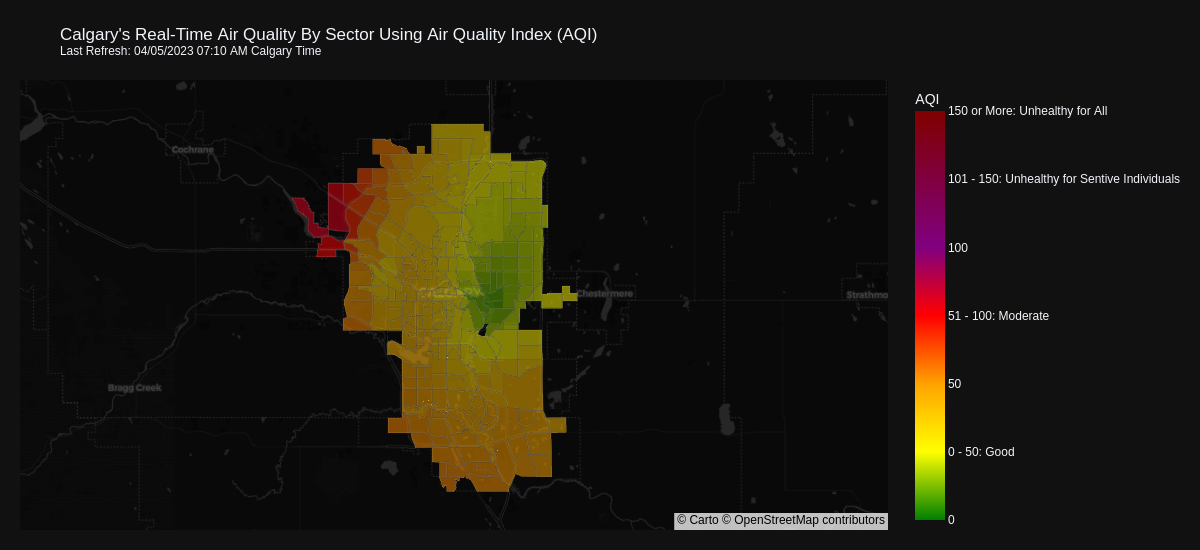 Calgary's Real-Time Air Quality By Sector Using Air Quality Index (AQI)
Last Refresh: 04/05/2023 07:10 AM Calgary Time
AQI
150 or More: Unhealthy for All
Cochrane
101 - 150: Unhealthy for Sentive Individuals
100
CALGARY
Chestermere
Strathmo
51 - 100: Moderate
50
Bragg Creek
0 - 50: Good
0
© Carto © OpenStreetMap contributors